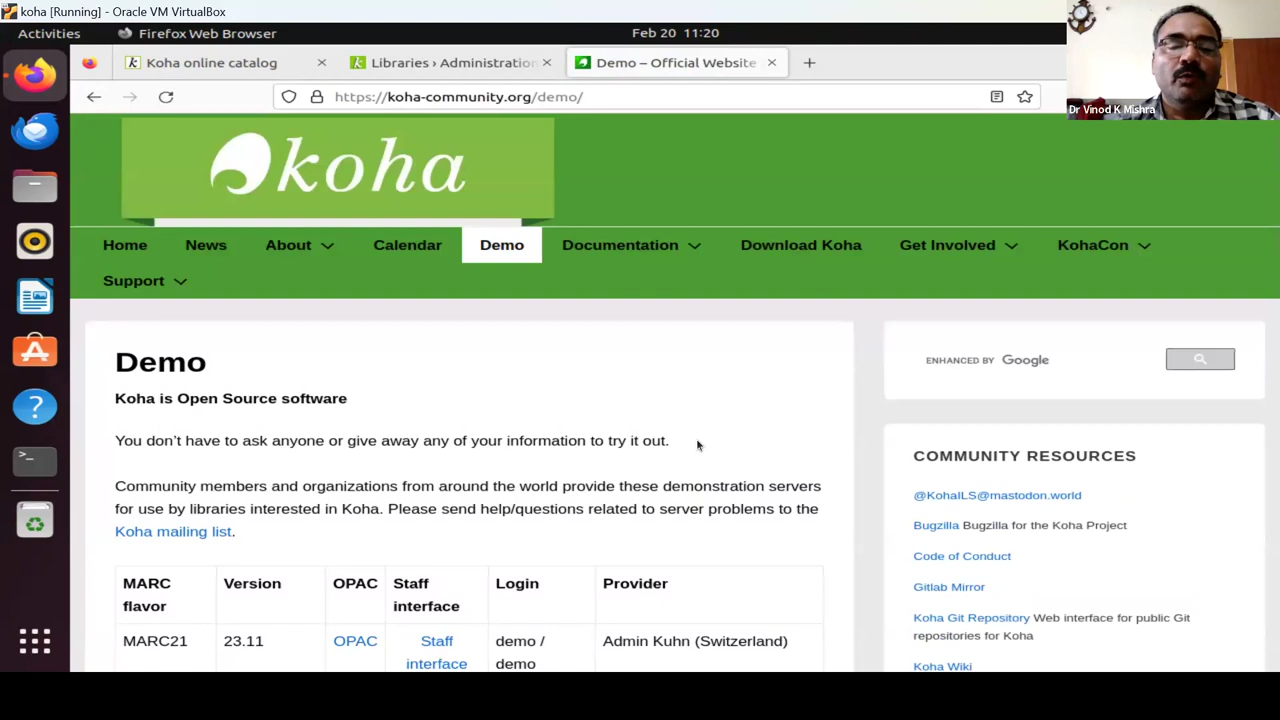 koha [Running] - Oracle VM VirtualBox
Activities
Firefox Web Browser
Feb 20 11:20
Koha online catalog
Libraries › Administration
Demo – Official Website
https://koha-community.org/demo/
Dr Vinod K Mishra
koha
Home
News
About
Calendar
Demo
Documentation
Download Koha
Get Involved
KohaCon
Support
Demo
Koha is Open Source software
You don’t have to ask anyone or give away any of your information to try it out.
Community members and organizations from around the world provide these demonstration servers
for use by libraries interested in Koha. Please send help/questions related to server problems to the
Koha mailing list.
MARC flavor
Version
OPAC
Staff interface
Login
Provider
MARC21
23.11
OPAC
Staff interface
demo / demo
Admin Kuhn (Switzerland)
ENHANCED BY Google
COMMUNITY RESOURCES
@KohaILS@mastodon.world
Bugzilla Bugzilla for the Koha Project
Code of Conduct
Gitlab Mirror
Koha Git Repository Web interface for public Git
repositories for Koha
Koha Wiki